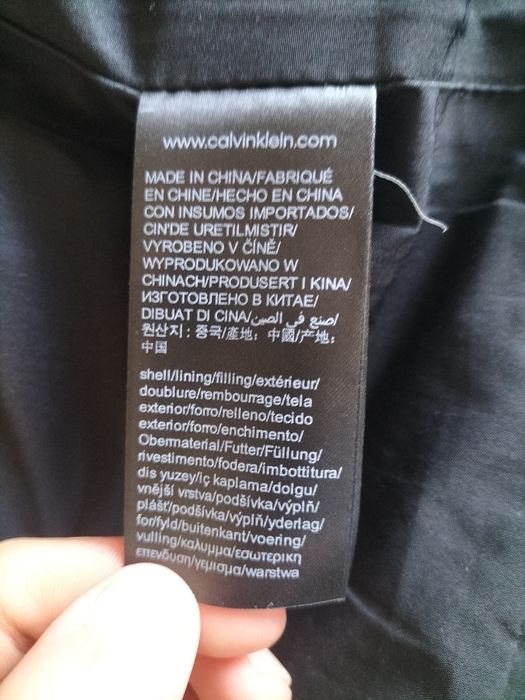 www.calvinklein.com
MADE IN CHINA/FABRIQUÉ
EN CHINE/HECHO EN CHINA
CON INSUMOS IMPORTADOS/
CIN'DE URETILMISTIR/
VYROBENO V ČÍNĚ/
WYPRODUKOWANO W
CHINACH/PRODUSERT I KINA/
ИЗГОТОВЛЕНО В КИТАЕ/
DIBUAT DI CINA/صنع في الصين/
원산지 : 중국/產地：中國/产地：
中国
shell/lining/filling/extérieur/
doublure/rembourrage/tela
exterior/forro/relleno/tecido
exterior/forro/enchimento/
Obermaterial/Futter/Füllung/
rivestimento/fodera/imbottitura/
dis yuzey/iç kaplama/dolgu/
vnější vrstva/podšívka/výplň/
plášť/podšívka/výplň/yderlag/
for/fyld/buitenkant/voering/
vulling/καλυμμα/εσωτερικη
επενδυση/γεμισμα/warstwa